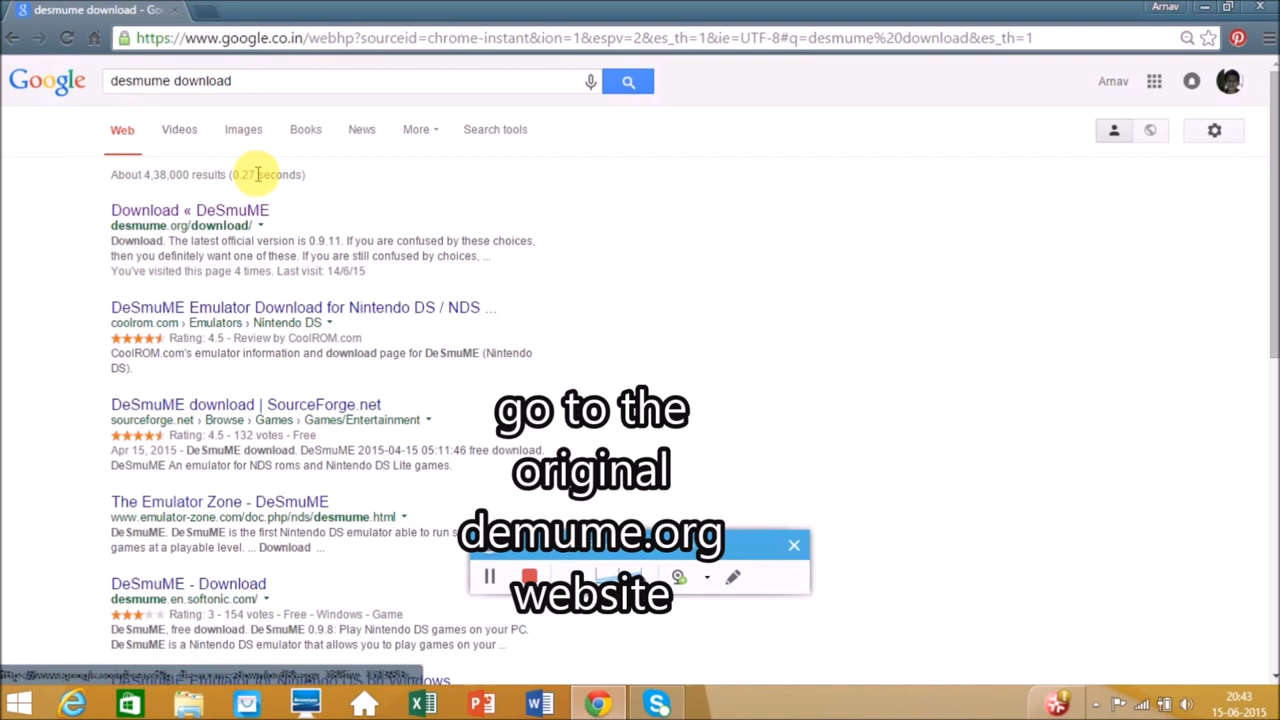 desmume download - Go
Arnav
https://www.google.co.in/webhp?sourceid=chrome-instant&ion=1&espv=2&es_th=1&ie=UTF-8#q=desmume%20download&es_th=1
Google
desmume download
Arnav
Web Videos Images Books News More Search tools
About 4,38,000 results (0.27 seconds)
Download « DeSmuME
desmume.org/download/
Download. The latest official version is 0.9.11. If you are confused by these choices,
then you definitely want one of these. If you are still confused by choices, ...
You've visited this page 4 times. Last visit: 14/6/15
DeSmuME Emulator Download for Nintendo DS / NDS ...
coolrom.com › Emulators › Nintendo DS
Rating: 4.5 - Review by CoolROM.com
CoolROM.com's emulator information and download page for DeSmuME (Nintendo
DS).
DeSmuME download | SourceForge.net
sourceforge.net › Browse › Games › Games/Entertainment
Rating: 4.5 - 132 votes - Free
Apr 15, 2015 - DeSmuME download. DeSmuME 2015-04-15 05:11:46 free download.
DeSmuME An emulator for NDS roms and Nintendo DS Lite games.
The Emulator Zone - DeSmuME
www.emulator-zone.com/doc.php/nds/desmume.html
DeSmuME. DeSmuME is the first Nintendo DS emulator able to run
games at a playable level. ... Download ...
DeSmuME - Download
desmume.en.softonic.com/
Rating: 3 - 154 votes - Free - Windows - Game
DeSmuME, free download. DeSmuME 0.9.8: Play Nintendo DS games on your PC.
DeSmuME is a Nintendo DS emulator that allows you to play games on your ...
go to the
original
demume.org
website
20:43
15-06-2015